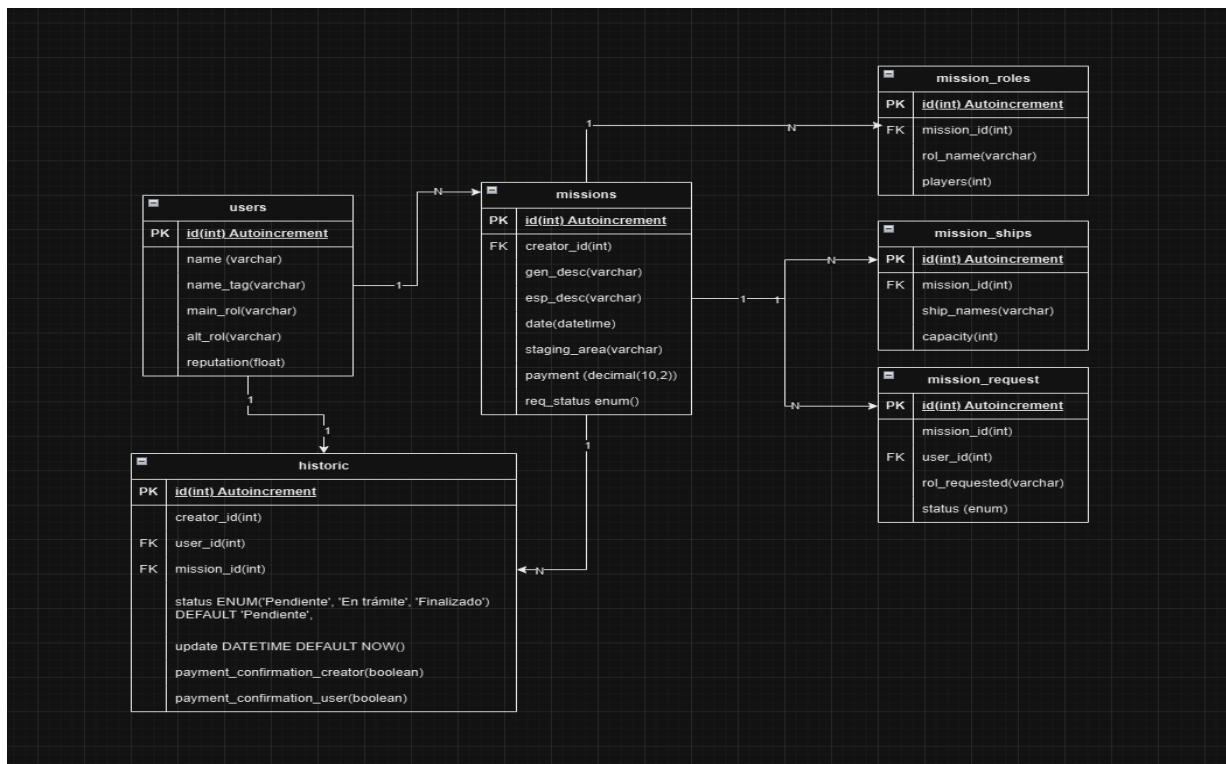 mission_roles
PK id(int) Autoincrement
FK mission_id(int)
rol_name(varchar)
players(int)
1
N
users
PK id(int) Autoincrement
name (varchar)
name_tag(varchar)
main_rol(varchar)
alt_rol(varchar)
reputation(float)
1
N
missions
PK id(int) Autoincrement
FK creator_id(int)
gen_desc(varchar)
esp_desc(varchar)
date(datetime)
staging_area(varchar)
payment (decimal(10,2))
req_status enum()
mission_ships
PK id(int) Autoincrement
FK mission_id(int)
ship_names(varchar)
capacity(int)
1
1
N
N
mission_request
PK id(int) Autoincrement
mission_id(int)
FK user_id(int)
rol_requested(varchar)
status (enum)
1
1
1
N
historic
PK id(int) Autoincrement
creator_id(int)
FK user_id(int)
FK mission_id(int)
status ENUM('Pendiente', 'En trámite', 'Finalizado')
DEFAULT 'Pendiente',
update DATETIME DEFAULT NOW()
payment_confirmation_creator(boolean)
payment_confirmation_user(boolean)